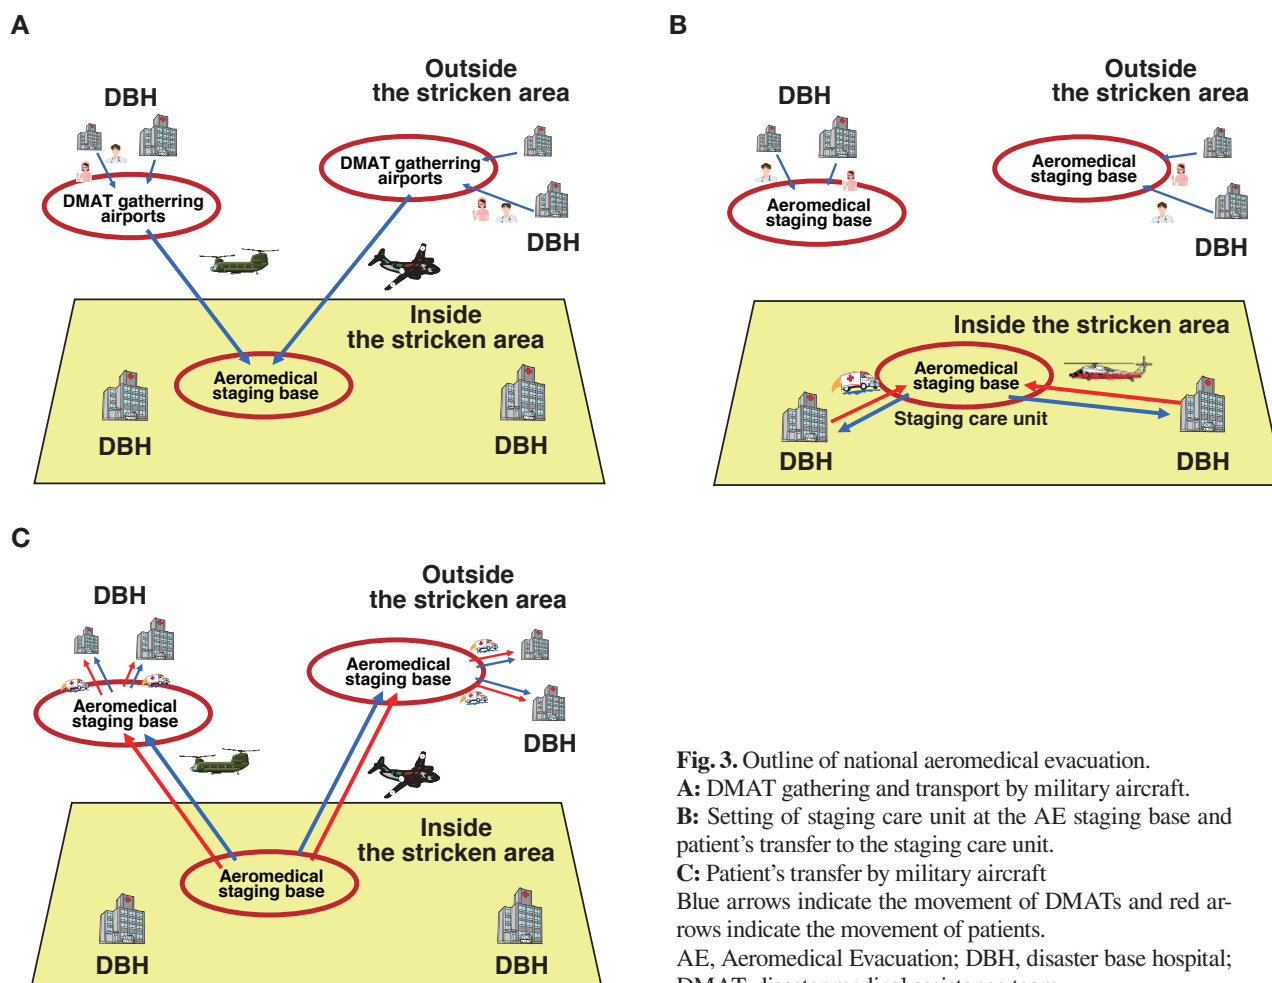 A
Outside
the stricken area
DBH
DMAT gatherring
airports
DMAT gatherring
airports
DBH
Inside
the stricken area
Aeromedical
staging base
DBH
DBH
B
Outside
the stricken area
DBH
Aeromedical
staging base
Aeromedical
staging base
DBH
Inside the stricken area
Aeromedical
staging base
Staging care unit
DBH
DBH
C
Outside
the stricken area
DBH
Aeromedical
staging base
Aeromedical
staging base
DBH
Inside
the stricken area
Aeromedical
staging base
DBH
DBH
Fig. 3. Outline of national aeromedical evacuation.
A: DMAT gathering and transport by military aircraft.
B: Setting of staging care unit at the AE staging base and
patient’s transfer to the staging care unit.
C: Patient’s transfer by military aircraft
Blue arrows indicate the movement of DMATs and red ar-
rows indicate the movement of patients.
AE, Aeromedical Evacuation; DBH, disaster base hospital;
DMAT, disaster medical assistance team